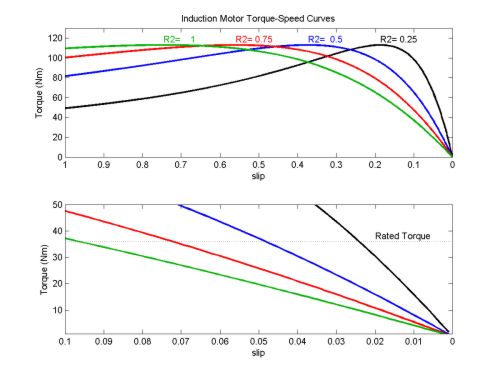 Induction Motor Torque-Speed Curves
R2= 1 R2= 0.75 R2= 0.5 R2= 0.25
Torque (Nm)
120
100
80
60
40
20
0
1 0.9 0.8 0.7 0.6 0.5 0.4 0.3 0.2 0.1 0
slip
Torque (Nm)
50
40
30
20
10
Rated Torque
0.1 0.09 0.08 0.07 0.06 0.05 0.04 0.03 0.02 0.01 0
slip